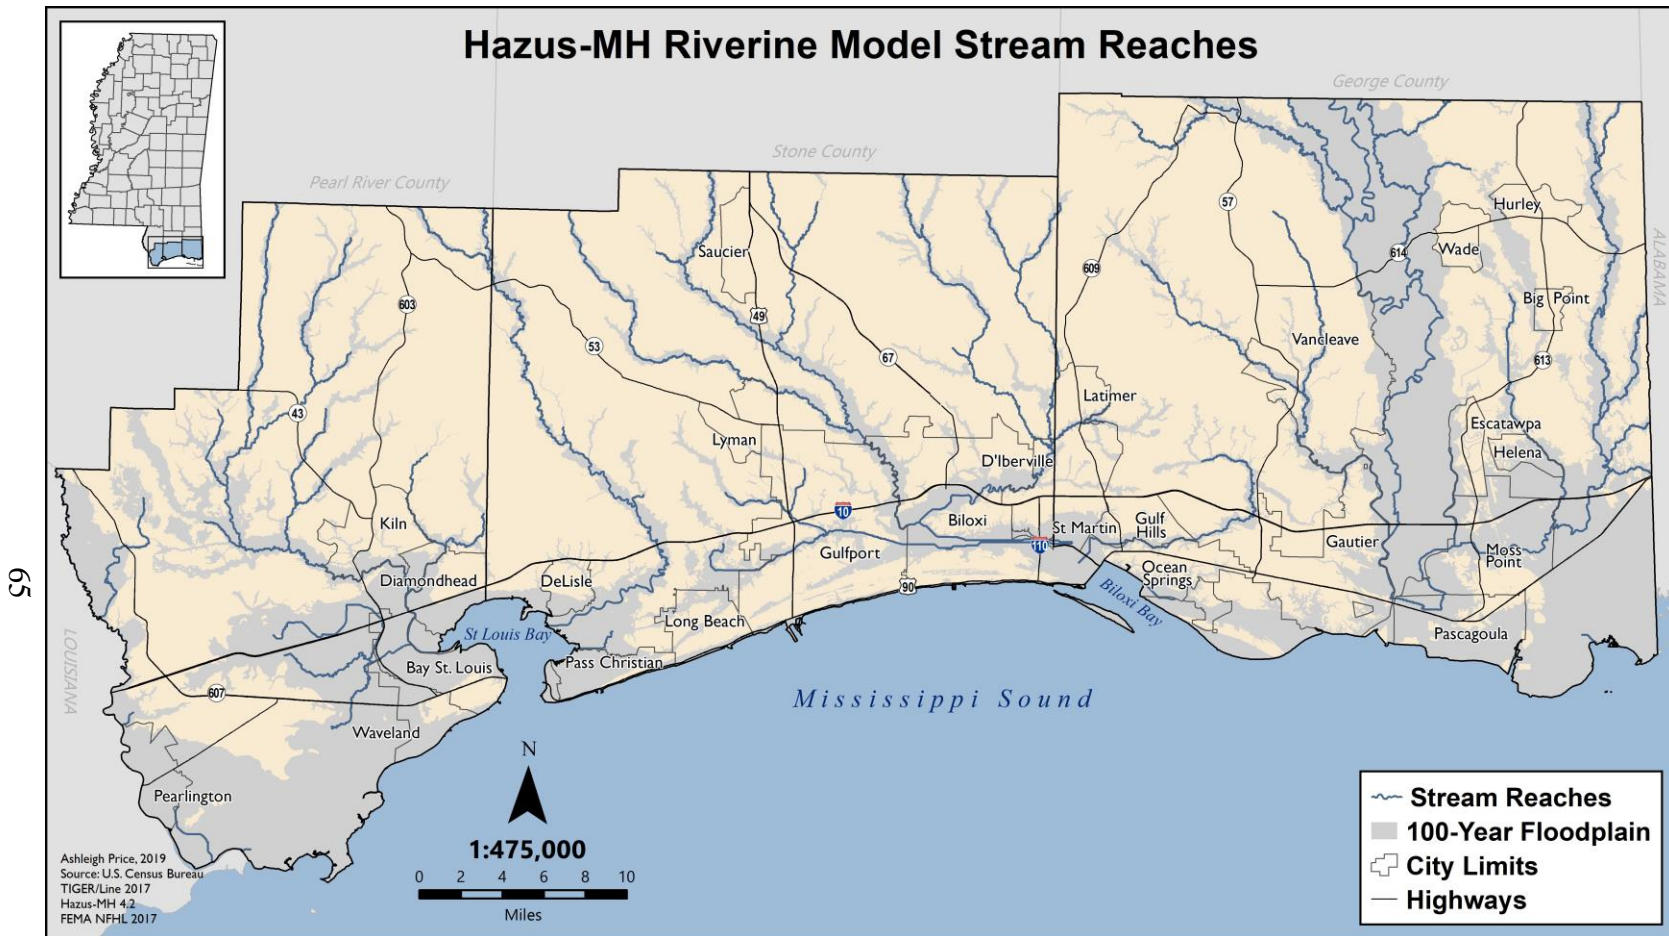 Hazus-MH Riverine Model Stream Reaches
George County
Stone County
Pearl River County
ALABAMA
LOUISIANA
57
Hurley
614
Wade
Saucier
609
603
Big Point
49
53
Vancleave
67
613
Latimer
43
Escatawpa
Lyman
Helena
D'Iberville
10
Kiln
Biloxi
St Martin
Gulf
Hills
Gautier
110
Gulfport
Moss
Point
Diamondhead
DeLisle
90
Ocean
Springs
Biloxi Bay
Long Beach
St Louis Bay
Pascagoula
Bay St. Louis
Pass Christian
607
Mississippi Sound
Waveland
Pearlington
N
1:475,000
0 2 4 6 8 10
Miles
Ashleigh Price, 2019
Source: U.S. Census Bureau
TIGER/Line 2017
Hazus-MH 4.2
FEMA NFHL 2017
Stream Reaches
100-Year Floodplain
City Limits
Highways
65